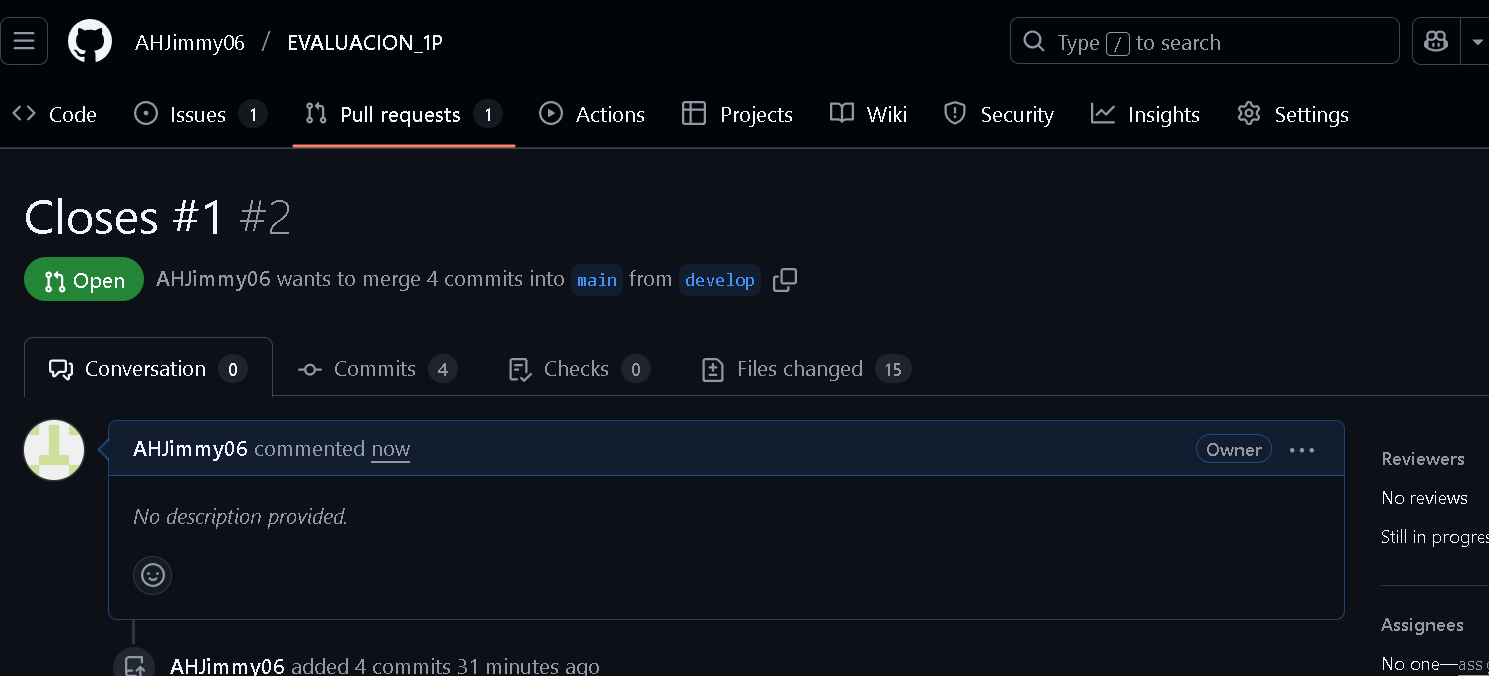 AHJimmy06 / EVALUACION_1P
Type / to search
Code Issues 1 Pull requests 1 Actions Projects Wiki Security Insights Settings
Closes #1 #2
Open AHJimmy06 wants to merge 4 commits into main from develop
Conversation 0 Commits 4 Checks 0 Files changed 15
AHJimmy06 commented now Owner
No description provided.
Reviewers
No reviews
Still in progres
Assignees
AHJimmy06 added 4 commits 31 minutes ago
No one—assig